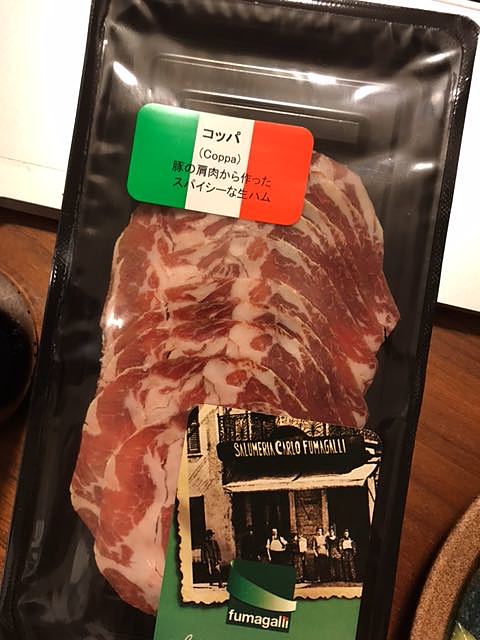 コッパ
(Coppa)
豚の肩肉から作った
スパイシーな生ハム
SALUMERIA CARLO FUMAGALLI
fumagalli